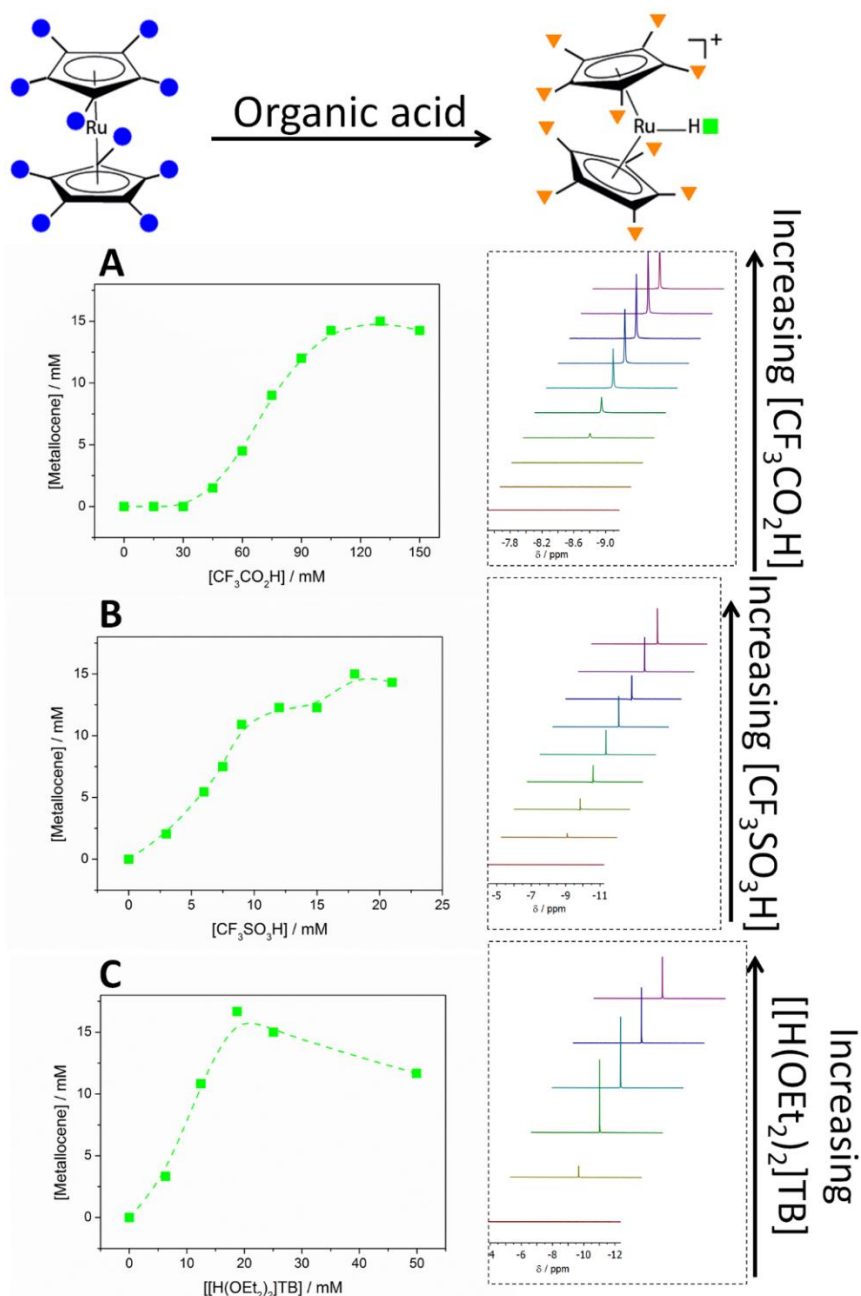 Ru
Organic acid
Ru
H
⁊+
A
[Metallocene] / mM
15
10
5
0
0 30 60 90 120 150
[CF₃CO₂H] / mM
-7.8 -8.2 -8.6 -9.0
δ / ppm
Increasing [CF₃CO₂H]
B
[Metallocene] / mM
15
10
5
0
0 5 10 15 20 25
[CF₃SO₃H] / mM
-5 -7 -9 -11
δ / ppm
Increasing [CF₃SO₃H]
C
[Metallocene] / mM
15
10
5
0
0 10 20 30 40 50
[[H(OEt₂)₂]TB] / mM
-4 -6 -8 -10 -12
δ / ppm
Increasing
[[H(OEt₂)₂]TB]